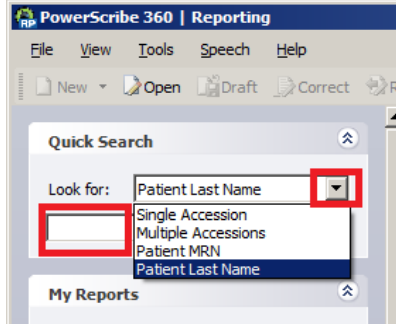 PowerScribe 360 | Reporting
File View Tools Speech Help
New Open Draft Correct R
Quick Search
Look for: Patient Last Name
Single Accession
Multiple Accessions
Patient MRN
Patient Last Name
My Reports